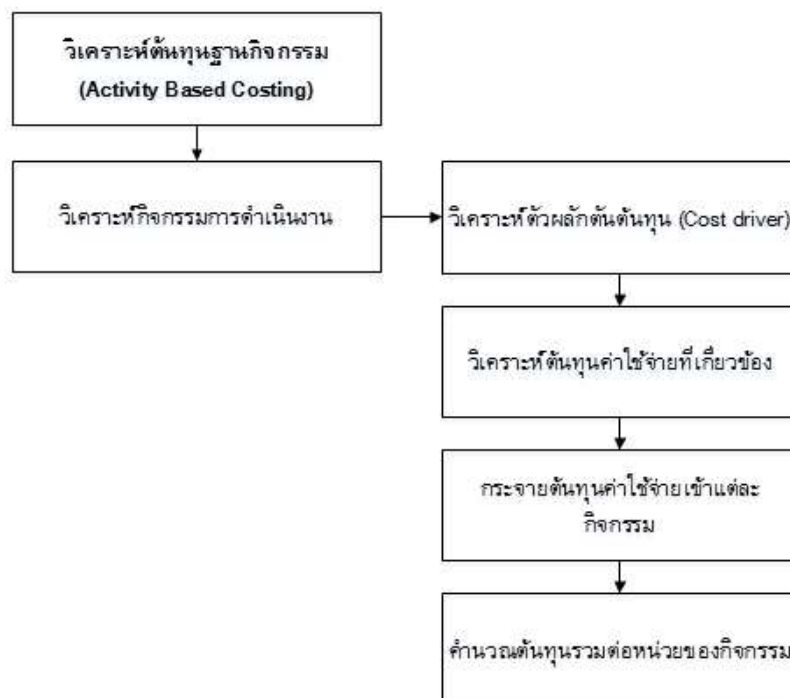 วิเคราะห์ต้นทุนฐานกิจกรรม
(Activity Based Costing)
วิเคราะห์กิจกรรมการดำเนินงาน
วิเคราะห์ตัวผลักดันต้นทุน (Cost driver)
วิเคราะห์ต้นทุนค่าใช้จ่ายที่เกี่ยวข้อง
กระจายต้นทุนค่าใช้จ่ายเข้าแต่ละ
กิจกรรม
คำนวณต้นทุนรวมต่อหน่วยของกิจกรรม